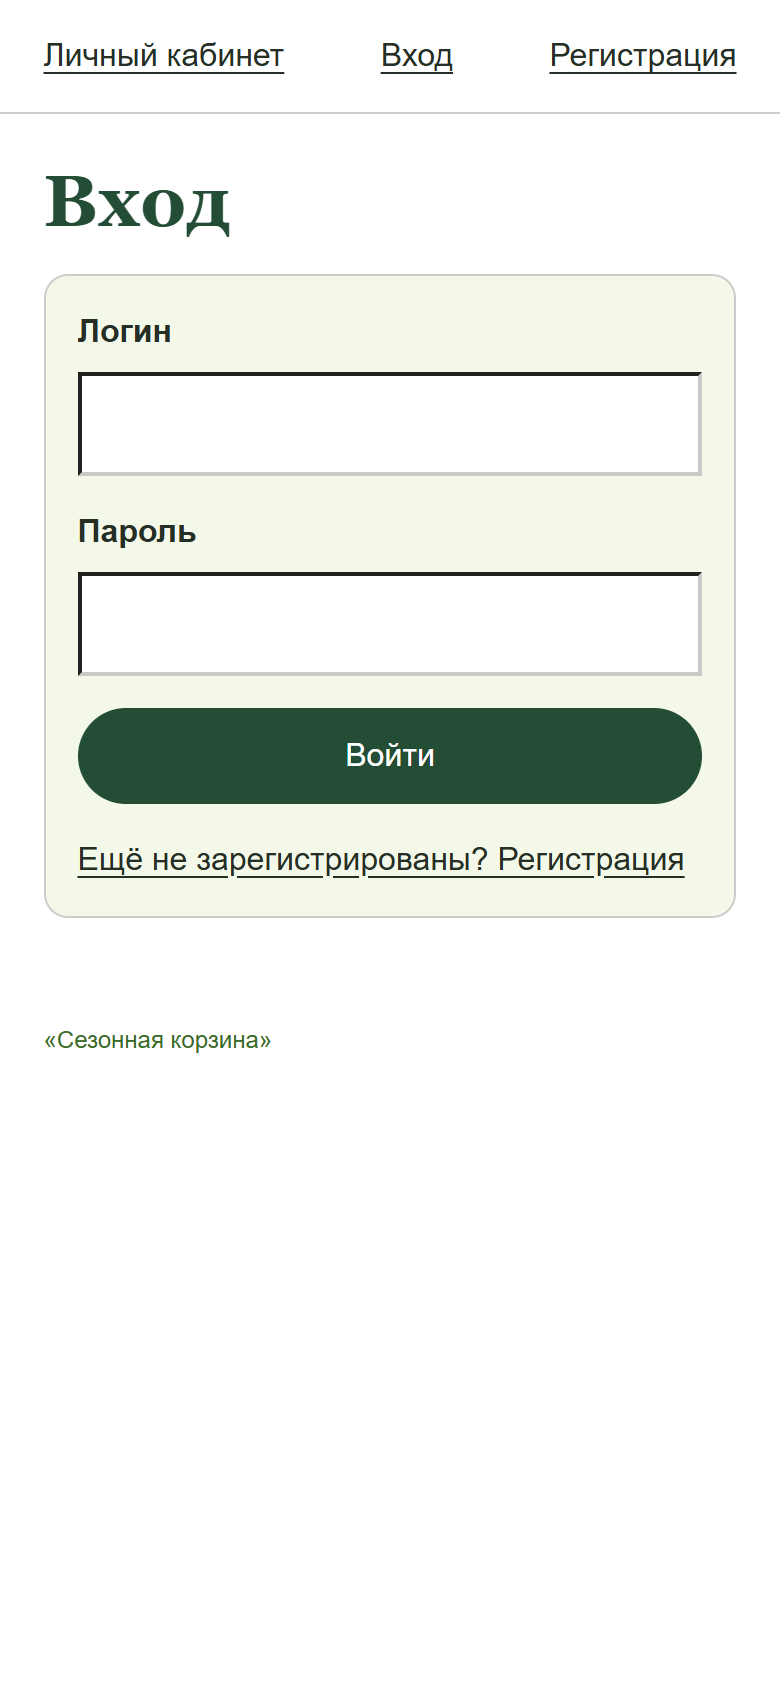 Личный кабинет Вход Регистрация
Вход
Логин
Пароль
Войти
Ещё не зарегистрированы? Регистрация
«Сезонная корзина»